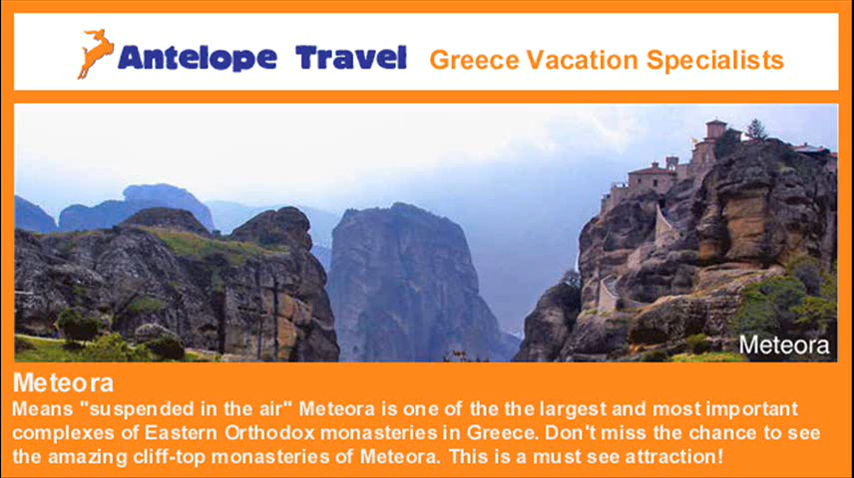 Antelope Travel Greece Vacation Specialists
Meteora
Meteora
Means "suspended in the air" Meteora is one of the the largest and most important
complexes of Eastern Orthodox monasteries in Greece. Don't miss the chance to see
the amazing cliff-top monasteries of Meteora. This is a must see attraction!